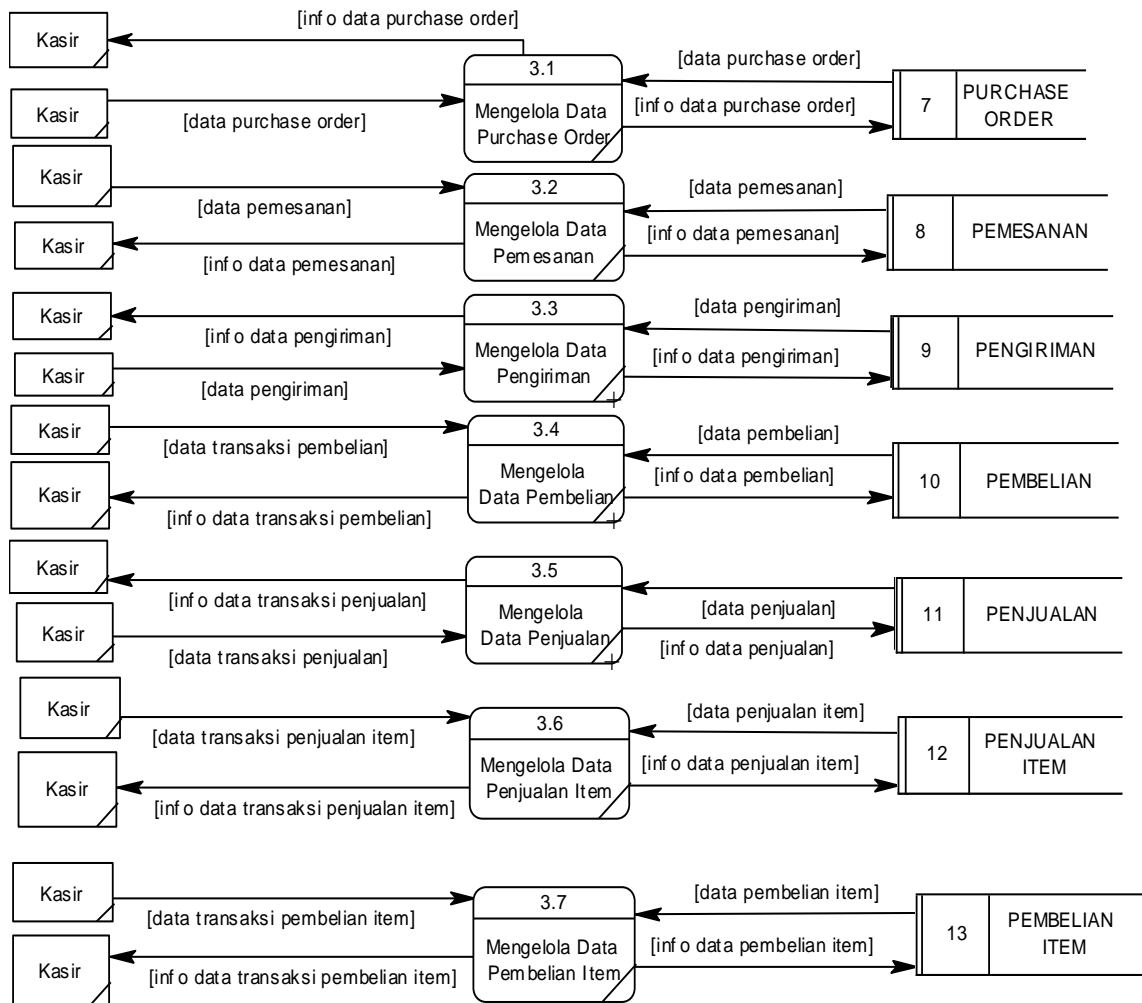 [info data purchase order]
Kasir
3.1
[data purchase order]
Mengelola Data
Purchase Order
[info data purchase order]
7
PURCHASE
ORDER
Kasir
[data purchase order]
Kasir
3.2
[data pemesanan]
[data pemesanan]
Mengelola Data
Pemesanan
[info data pemesanan]
8
PEMESANAN
Kasir
[info data pemesanan]
Kasir
3.3
[data pengiriman]
[info data pengiriman]
Mengelola Data
Pengiriman
[info data pengiriman]
9
PENGIRIMAN
Kasir
[data pengiriman]
Kasir
3.4
[data pembelian]
[data transaksi pembelian]
Mengelola
Data Pembelian
[info data pembelian]
10
PEMBELIAN
Kasir
[info data transaksi pembelian]
Kasir
3.5
[info data transaksi penjualan]
Mengelola
Data Penjualan
[data penjualan]
11
PENJUALAN
Kasir
[data transaksi penjualan]
[info data penjualan]
Kasir
3.6
[data penjualan item]
[data transaksi penjualan item]
Mengelola Data
Penjualan Item
[info data penjualan item]
12
PENJUALAN
ITEM
Kasir
[info data transaksi penjualan item]
Kasir
3.7
[data pembelian item]
[data transaksi pembelian item]
Mengelola Data
Pembelian Item
[info data pembelian item]
13
PEMBELIAN
ITEM
Kasir
[info data transaksi pembelian item]